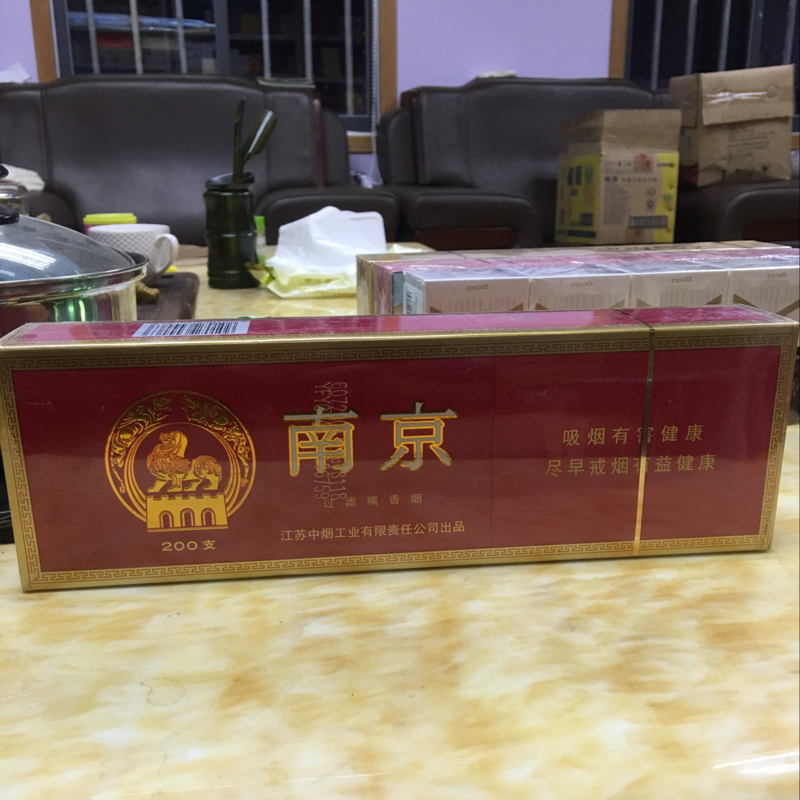 南京
过滤嘴香烟
江苏中烟工业有限责任公司出品
200支
吸烟有害健康
尽早戒烟有益健康